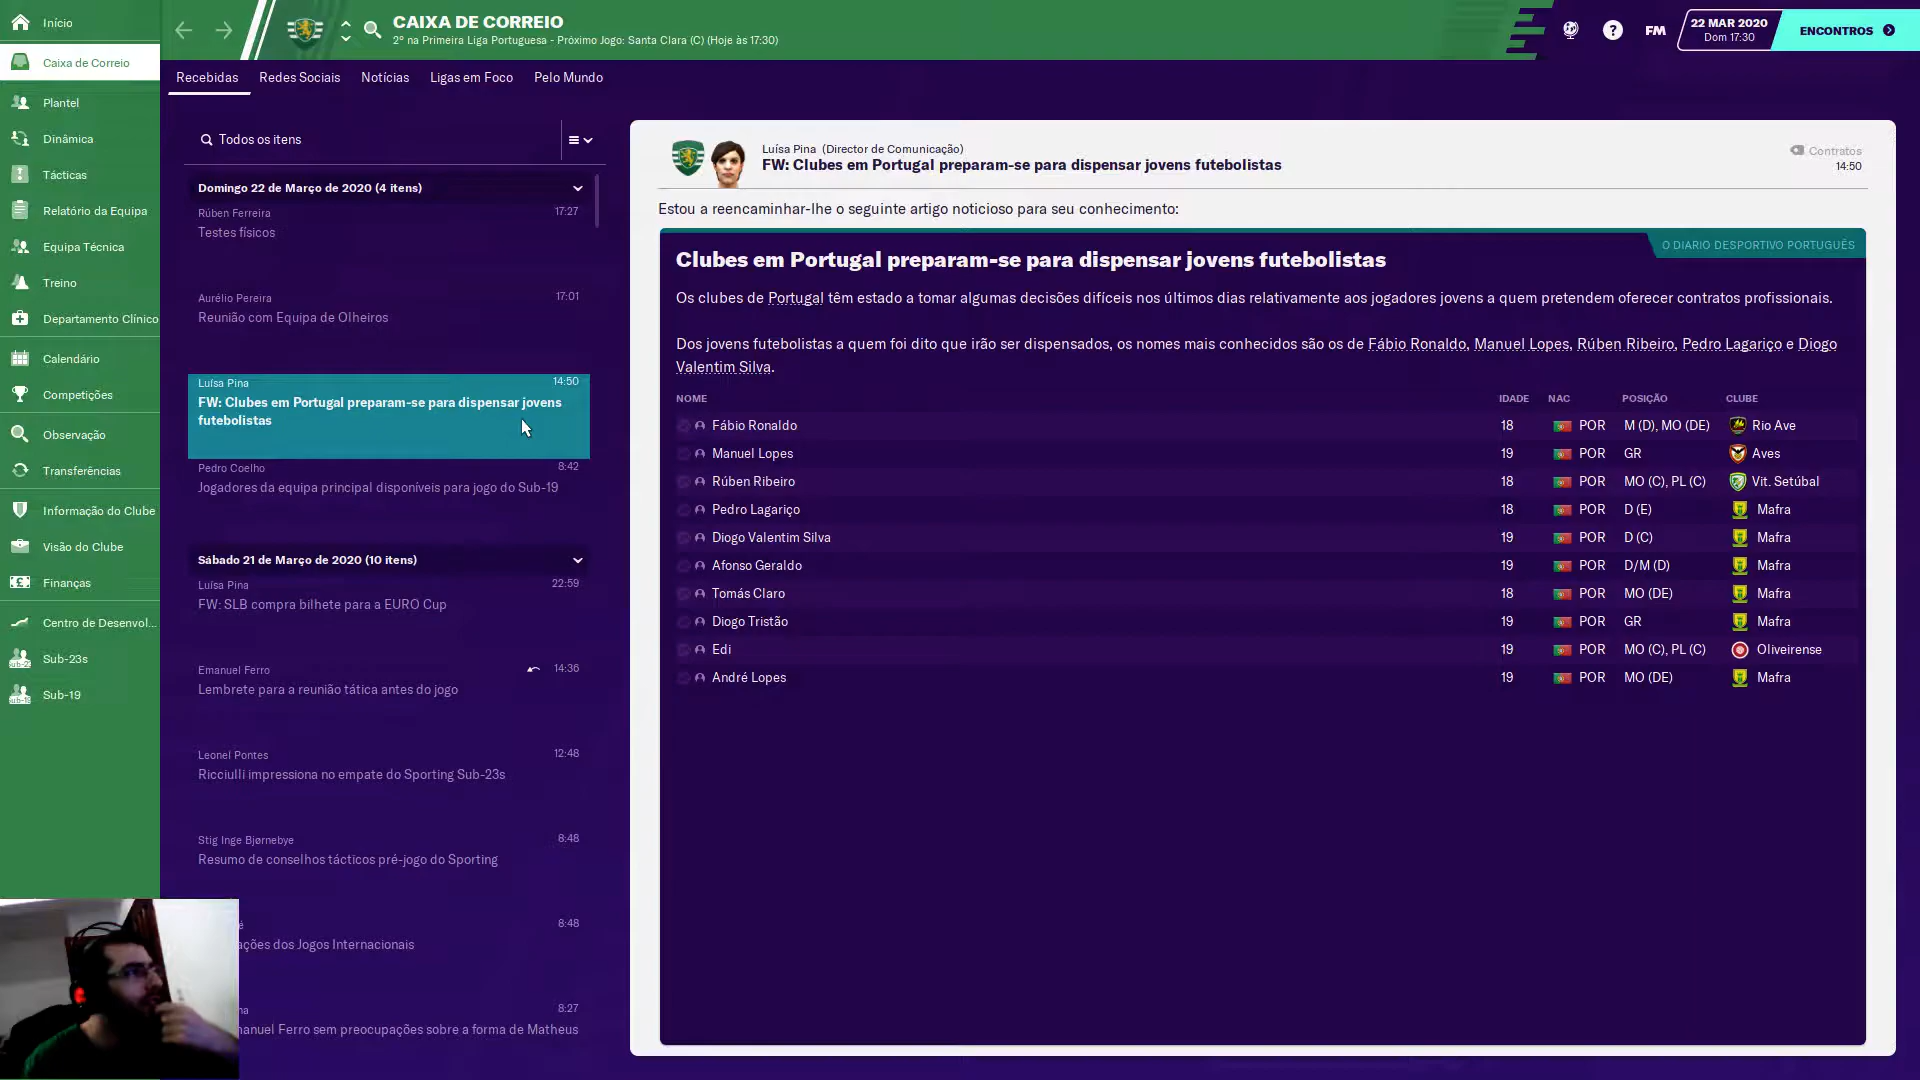 Início
Caixa de Correio
Plantel
Dinâmica
Tácticas
Relatório da Equipa
Equipa Técnica
Treino
Departamento Clínico
Calendário
Competições
Observação
Transferências
Informação do Clube
Visão do Clube
Finanças
Centro de Desenvol...
Sub-23s
Sub-19
CAIXA DE CORREIO
2º na Primeira Liga Portuguesa - Próximo Jogo: Santa Clara (C) (Hoje às 17:30)
?
FM
22 MAR 2020
Dom 17:30
ENCONTROS
Recebidas
Redes Sociais
Notícias
Ligas em Foco
Pelo Mundo
Todos os itens
Domingo 22 de Março de 2020 (4 itens)
Rúben Ferreira 17:27
Testes físicos
Aurélio Pereira 17:01
Reunião com Equipa de Olheiros
Luísa Pina 14:50
FW: Clubes em Portugal preparam-se para dispensar jovens
futebolistas
Pedro Coelho 8:42
Jogadores da equipa principal disponíveis para jogo do Sub-19
Sábado 21 de Março de 2020 (10 itens)
Luísa Pina 22:59
FW: SLB compra bilhete para a EURO Cup
Emanuel Ferro 14:36
Lembrete para a reunião tática antes do jogo
Leonel Pontes 12:48
Ricciulli impressiona no empate do Sporting Sub-23s
Stig Inge Bjørnebye 8:48
Resumo de conselhos tácticos pré-jogo do Sporting
8:48
ações dos Jogos Internacionais
8:27
anuel Ferro sem preocupações sobre a forma de Matheus
Luísa Pina (Director de Comunicação)
FW: Clubes em Portugal preparam-se para dispensar jovens futebolistas
Contratos
14:50
Estou a reencaminhar-lhe o seguinte artigo noticioso para seu conhecimento:
O DIARIO DESPORTIVO PORTUGUÊS
Clubes em Portugal preparam-se para dispensar jovens futebolistas
Os clubes de Portugal têm estado a tomar algumas decisões difíceis nos últimos dias relativamente aos jogadores jovens a quem pretendem oferecer contratos profissionais.
Dos jovens futebolistas a quem foi dito que irão ser dispensados, os nomes mais conhecidos são os de Fábio Ronaldo, Manuel Lopes, Rúben Ribeiro, Pedro Lagariço e Diogo
Valentim Silva.
NOME IDADE NAC POSIÇÃO CLUBE
Fábio Ronaldo 18 POR M (D), MO (DE) Rio Ave
Manuel Lopes 19 POR GR Aves
Rúben Ribeiro 18 POR MO (C), PL (C) Vit. Setúbal
Pedro Lagariço 18 POR D (E) Mafra
Diogo Valentim Silva 19 POR D (C) Mafra
Afonso Geraldo 19 POR D/M (D) Mafra
Tomás Claro 18 POR MO (DE) Mafra
Diogo Tristão 19 POR GR Mafra
Edi 19 POR MO (C), PL (C) Oliveirense
André Lopes 19 POR MO (DE) Mafra